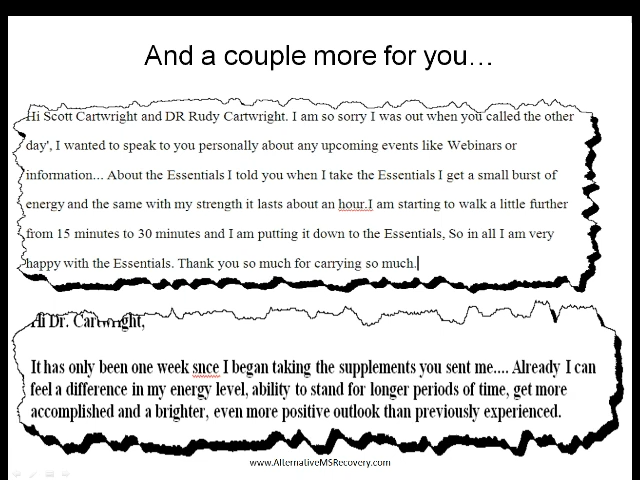 And a couple more for you…
Hi Scott Cartwright and DR Rudy Cartwright. I am so sorry I was out when you called the other
day', I wanted to speak to you personally about any upcoming events like Webinars or
information... About the Essentials I told you when I take the Essentials I get a small burst of
energy and the same with my strength it lasts about an hour.I am starting to walk a little further
from 15 minutes to 30 minutes and I am putting it down to the Essentials, So in all I am very
happy with the Essentials. Thank you so much for carrying so much.
Hi Dr. Cartwright,
It has only been one week snce I began taking the supplements you sent me.... Already I can
feel a difference in my energy level, ability to stand for longer periods of time, get more
accomplished and a brighter, even more positive outlook than previously experienced.
www.AlternativeMSRecovery.com